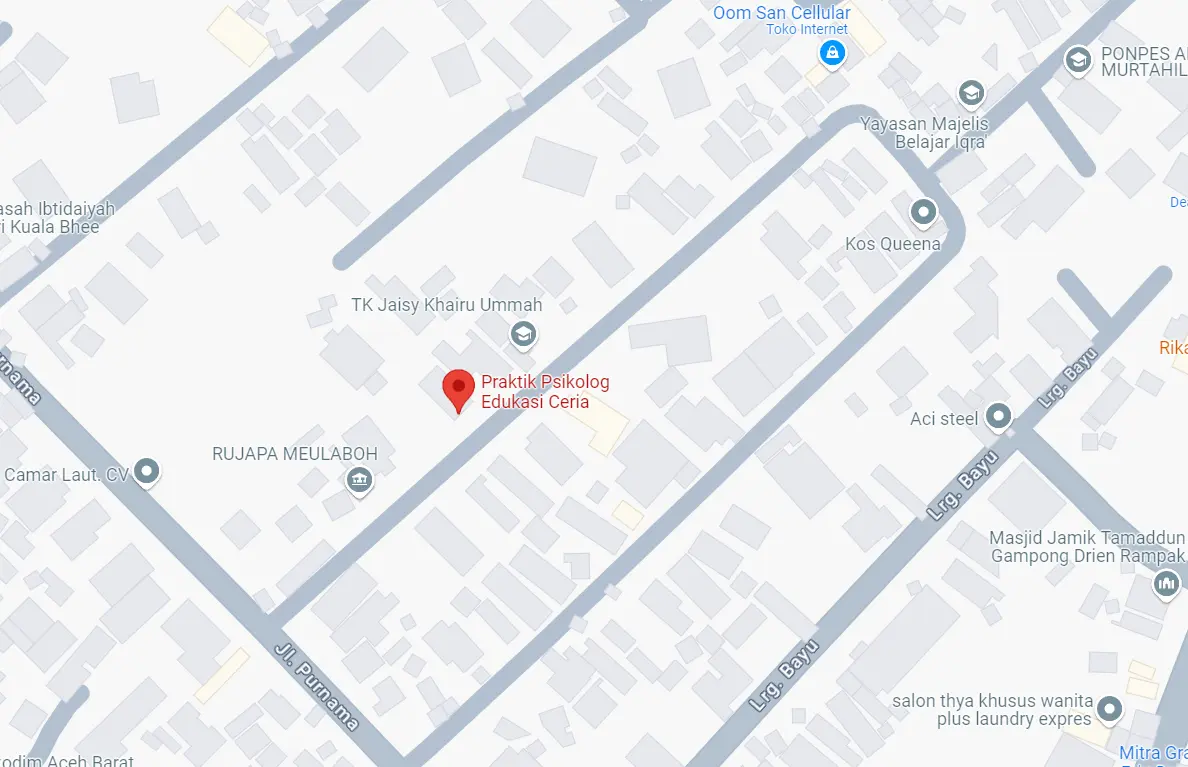 Oom San Cellular
Toko Internet
PONPES A
MURTAHIL
Yayasan Majelis
Belajar Iqra'
asah Ibtidaiyah
ri Kuala Bhee
De
Kos Queena
TK Jaisy Khairu Ummah
Rika
urnama
Praktik Psikolog
Edukasi Ceria
Lrg. Bayu
Aci steel
RUJAPA MEULABOH
Camar Laut. CV
Lrg. Bayu
Masjid Jamik Tamaddun
Gampong Drien Rampak
Jl. Purnama
Lrg. Bayu
salon thya khusus wanita
plus laundry expres
Mitra Gra
odim Aceh Barat